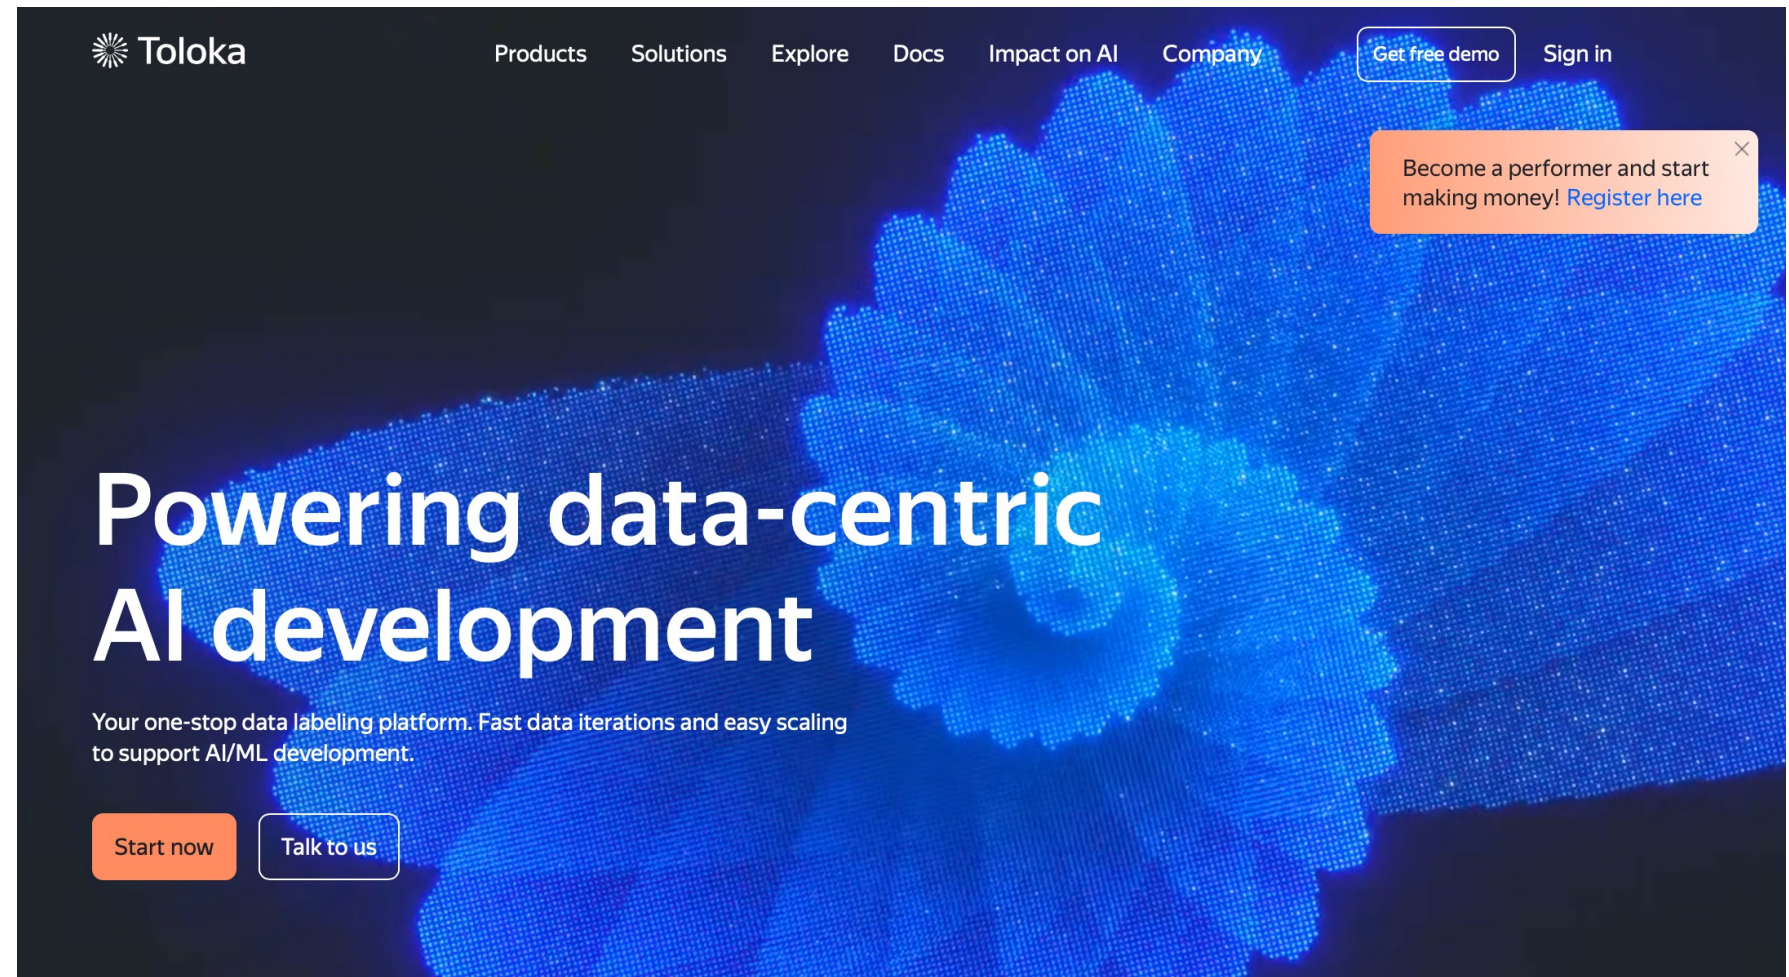 Toloka
Products
Solutions
Explore
Docs
Impact on AI
Company
Get free demo
Sign in
Become a performer and start
making money! Register here
Powering data-centric
AI development
Your one-stop data labeling platform. Fast data iterations and easy scaling
to support AI/ML development.
Start now
Talk to us